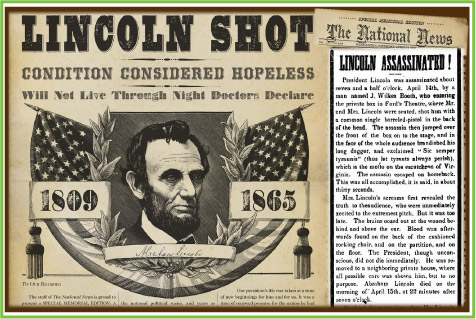 LINCOLN SHOT
CONDITION CONSIDERED HOPELESS
Will Not Live Through Night Doctors Declare
1809
1865
Abraham Lincoln
To Our Readers
The staff of The National News is proud to
present a SPECIAL MEMORIAL EDITION. A
the national political scene, and years as
One president's life was taken at a time
of new beginnings for him and for us. It was a
time of renewed promise for the nation he had
SPECIAL MEMORIAL EDITION
The National News
LINCOLN ASSASSINATED!
President Lincoln was assassinated about
seven and a half o'clock, April 14th, by a
man named J. Wilkes Booth, who entering
the private box in Ford's Theatre, where Mr.
and Mrs. Lincoln were seated, shot him with
a common single barreled-pistol in the back
of the head. The assassin then jumped over
the front of the box on to the stage, and in
the face of the whole audience brandished his
long dagger, and exclaimed "Sic semper
tyrannis" (thus let tyrants always perish),
which is the motto on the escutcheon of Vir-
ginia. The assassin escaped on horseback.
This was all accomplished, it is said, in about
thirty seconds.
Mrs. Lincoln's screams first revealed the
truth to the audience, who were immediately
excited to the extremest pitch. But it was too
late. The brains oozed out at the wound be-
hind and above the ear. Blood was after-
wards found on the back of the cushioned
rocking chair, and on the partition, and on
the floor. The President, though uncon-
scious, did not die immediately. He was re-
moved to a neighboring private house, where
all possible care was shown him, but to no
purpose. Abraham Lincoln died on the
morning of April 15th, at 22 minutes after
seven o'clock.